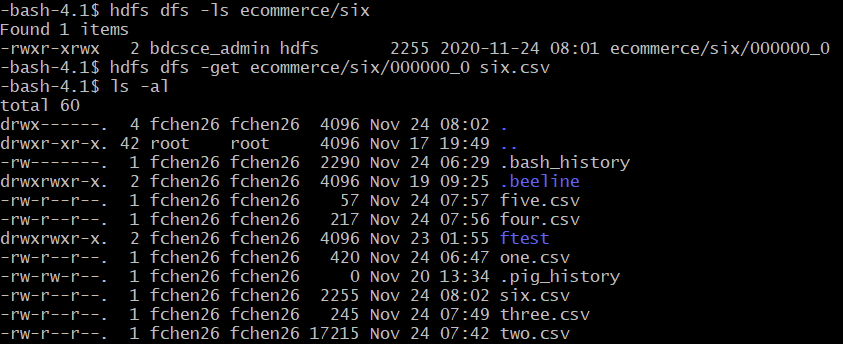 -bash-4.1$ hdfs dfs -ls ecommerce/six
Found 1 items
-rwxr-xrwx   2 bdcsce_admin hdfs       2255 2020-11-24 08:01 ecommerce/six/000000_0
-bash-4.1$ hdfs dfs -get ecommerce/six/000000_0 six.csv
-bash-4.1$ ls -al
total 60
drwx------.  4 fchen26 fchen26  4096 Nov 24 08:02 .
drwxr-xr-x. 42 root    root     4096 Nov 17 19:49 ..
-rw-------.  1 fchen26 fchen26  2290 Nov 24 06:29 .bash_history
drwxrwxr-x.  2 fchen26 fchen26  4096 Nov 19 09:25 .beeline
-rw-r--r--.  1 fchen26 fchen26    57 Nov 24 07:57 five.csv
-rw-r--r--.  1 fchen26 fchen26   217 Nov 24 07:56 four.csv
drwxrwxr-x.  2 fchen26 fchen26  4096 Nov 23 01:55 ftest
-rw-r--r--.  1 fchen26 fchen26   420 Nov 24 06:47 one.csv
-rw-rw-r--.  1 fchen26 fchen26     0 Nov 20 13:34 .pig_history
-rw-r--r--.  1 fchen26 fchen26  2255 Nov 24 08:02 six.csv
-rw-r--r--.  1 fchen26 fchen26   245 Nov 24 07:49 three.csv
-rw-r--r--.  1 fchen26 fchen26 17215 Nov 24 07:42 two.csv